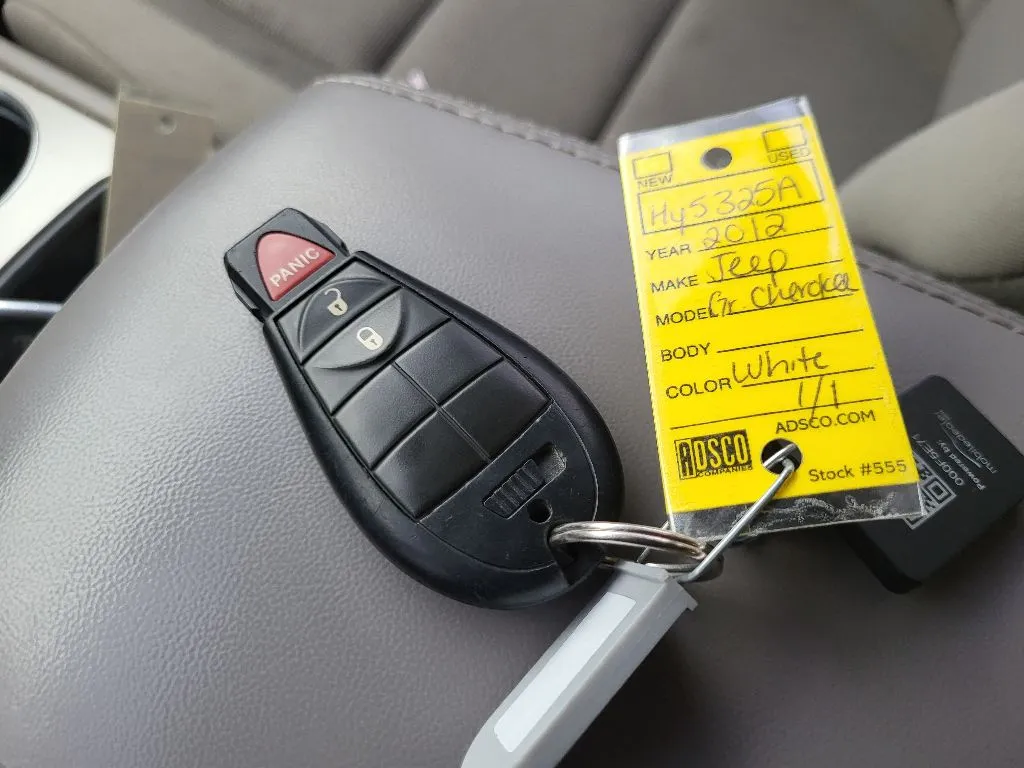 PANIC
NEW
USED
Hy5325A
YEAR 2012
MAKE Jeep
MODEL Gr Cherokee
BODY
COLOR White
1/1
ADSCO.COM
ADSCO
COMPANIES
Stock #555
000F5E71
Powered by: